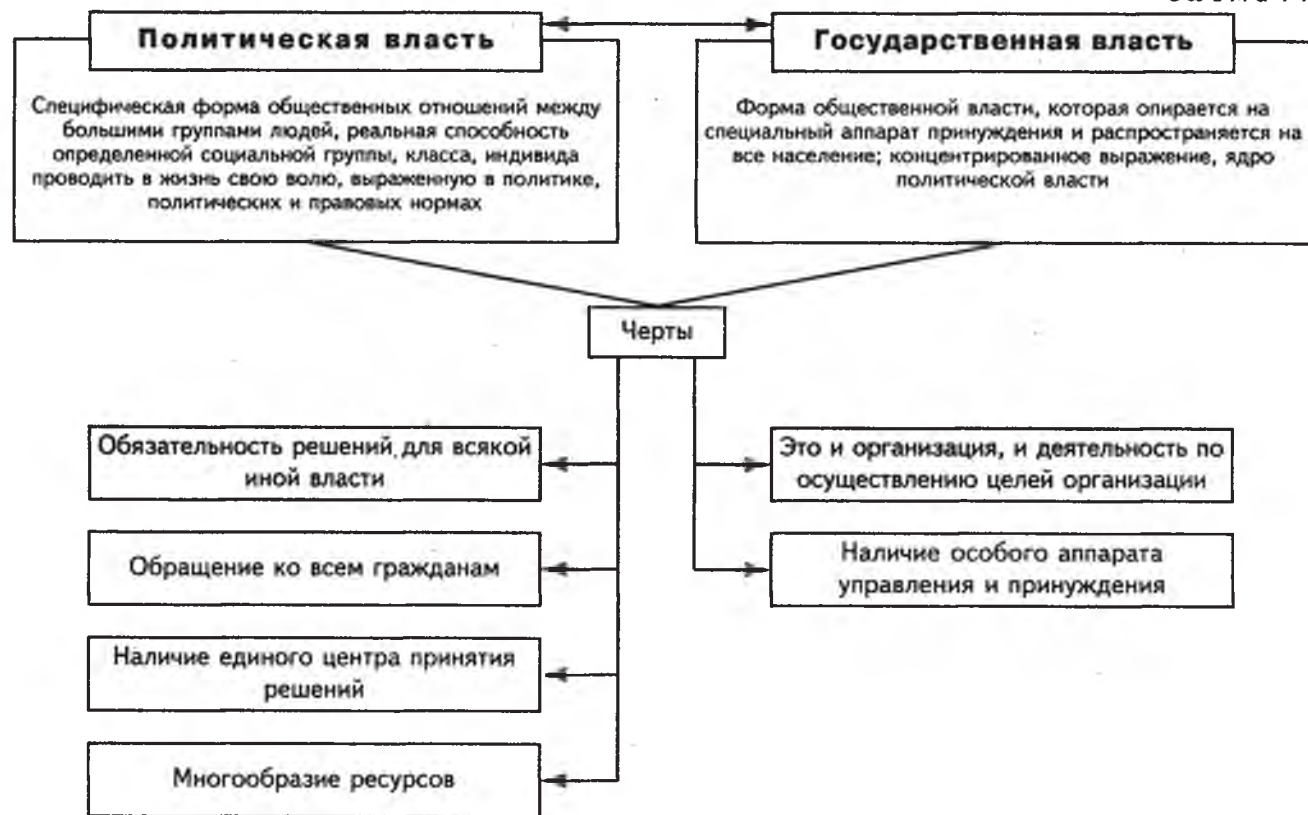 Политическая власть
Государственная власть
Специфическая форма общественных отношений между
большими группами людей, реальная способность
определенной социальной группы, класса, индивида
проводить в жизнь свою волю, выраженную в политике,
политических и правовых нормах
Форма общественной власти, которая опирается на
специальный аппарат принуждения и распространяется на
все население; концентрированное выражение, ядро
политической власти
Черты
Обязательность решений для всякой
иной власти
Обращение ко всем гражданам
Наличие единого центра принятия
решений
Многообразие ресурсов
Это и организация, и деятельность по
осуществлению целей организации
Наличие особого аппарата
управления и принуждения